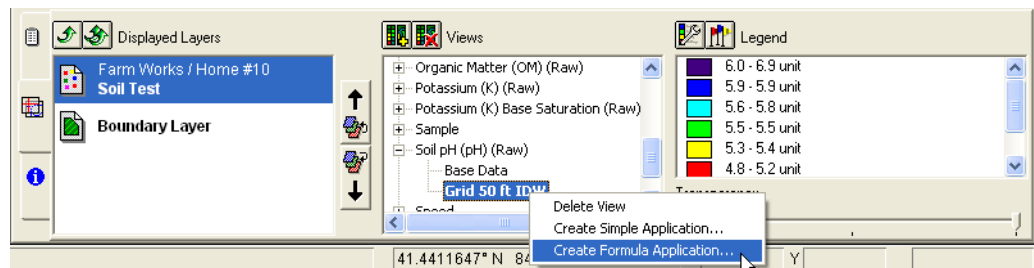 Displayed Layers
Farm Works / Home #10
Soil Test
Boundary Layer
Views
Organic Matter (OM) (Raw)
Potassium (K) (Raw)
Potassium (K) Base Saturation (Raw)
Sample
Soil pH (pH) (Raw)
Base Data
Grid 50 ft IDW
Speed
Legend
6.0 - 6.9 unit
5.9 - 5.9 unit
5.6 - 5.8 unit
5.5 - 5.5 unit
5.3 - 5.4 unit
4.8 - 5.2 unit
Transparency
Delete View
Create Simple Application...
Create Formula Application...
41.4411647° N 84
Y